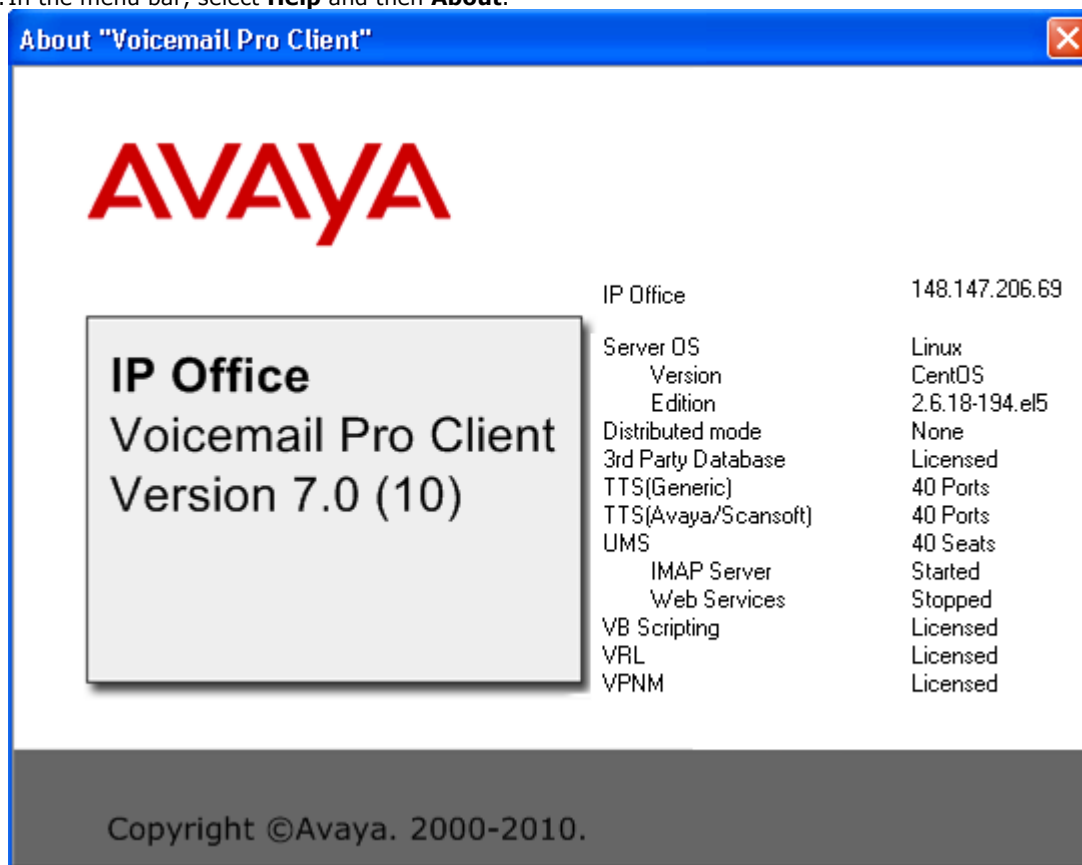 . In the menu bar, select Help and then About.
About "Voicemail Pro Client"
AVAYA
IP Office
Voicemail Pro Client
Version 7.0 (10)
IP Office 148.147.206.69
Server OS Linux
Version CentOS
Edition 2.6.18-194.el5
Distributed mode None
3rd Party Database Licensed
TTS(Generic) 40 Ports
TTS(Avaya/Scansoft) 40 Ports
UMS 40 Seats
IMAP Server Started
Web Services Stopped
VB Scripting Licensed
VRL Licensed
VPNM Licensed
Copyright ©Avaya. 2000-2010.